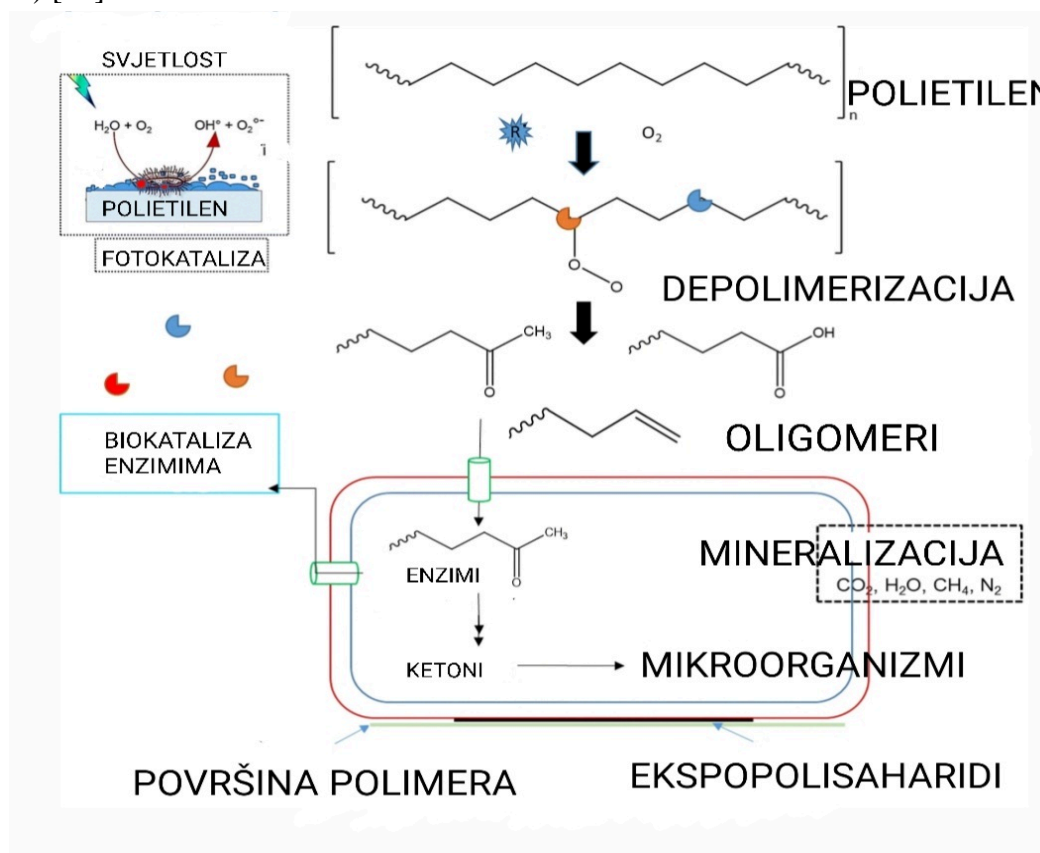 SVJETLOST
H₂O + O₂
OH° + O₂°⁻
ī
POLIETILEN
FOTOKATALIZA
n
POLIETILEN
R*
O₂
O
O
DEPOLIMERIZACIJA
CH₃
O
OH
O
OLIGOMERI
BIOKATALIZA
ENZIMIMA
CH₃
O
ENZIMI
MINERALIZACIJA
CO₂, H₂O, CH₄, N₂
KETONI
MIKROORGANIZMI
POVRŠINA POLIMERA
EKSPOPOLISAHARIDI